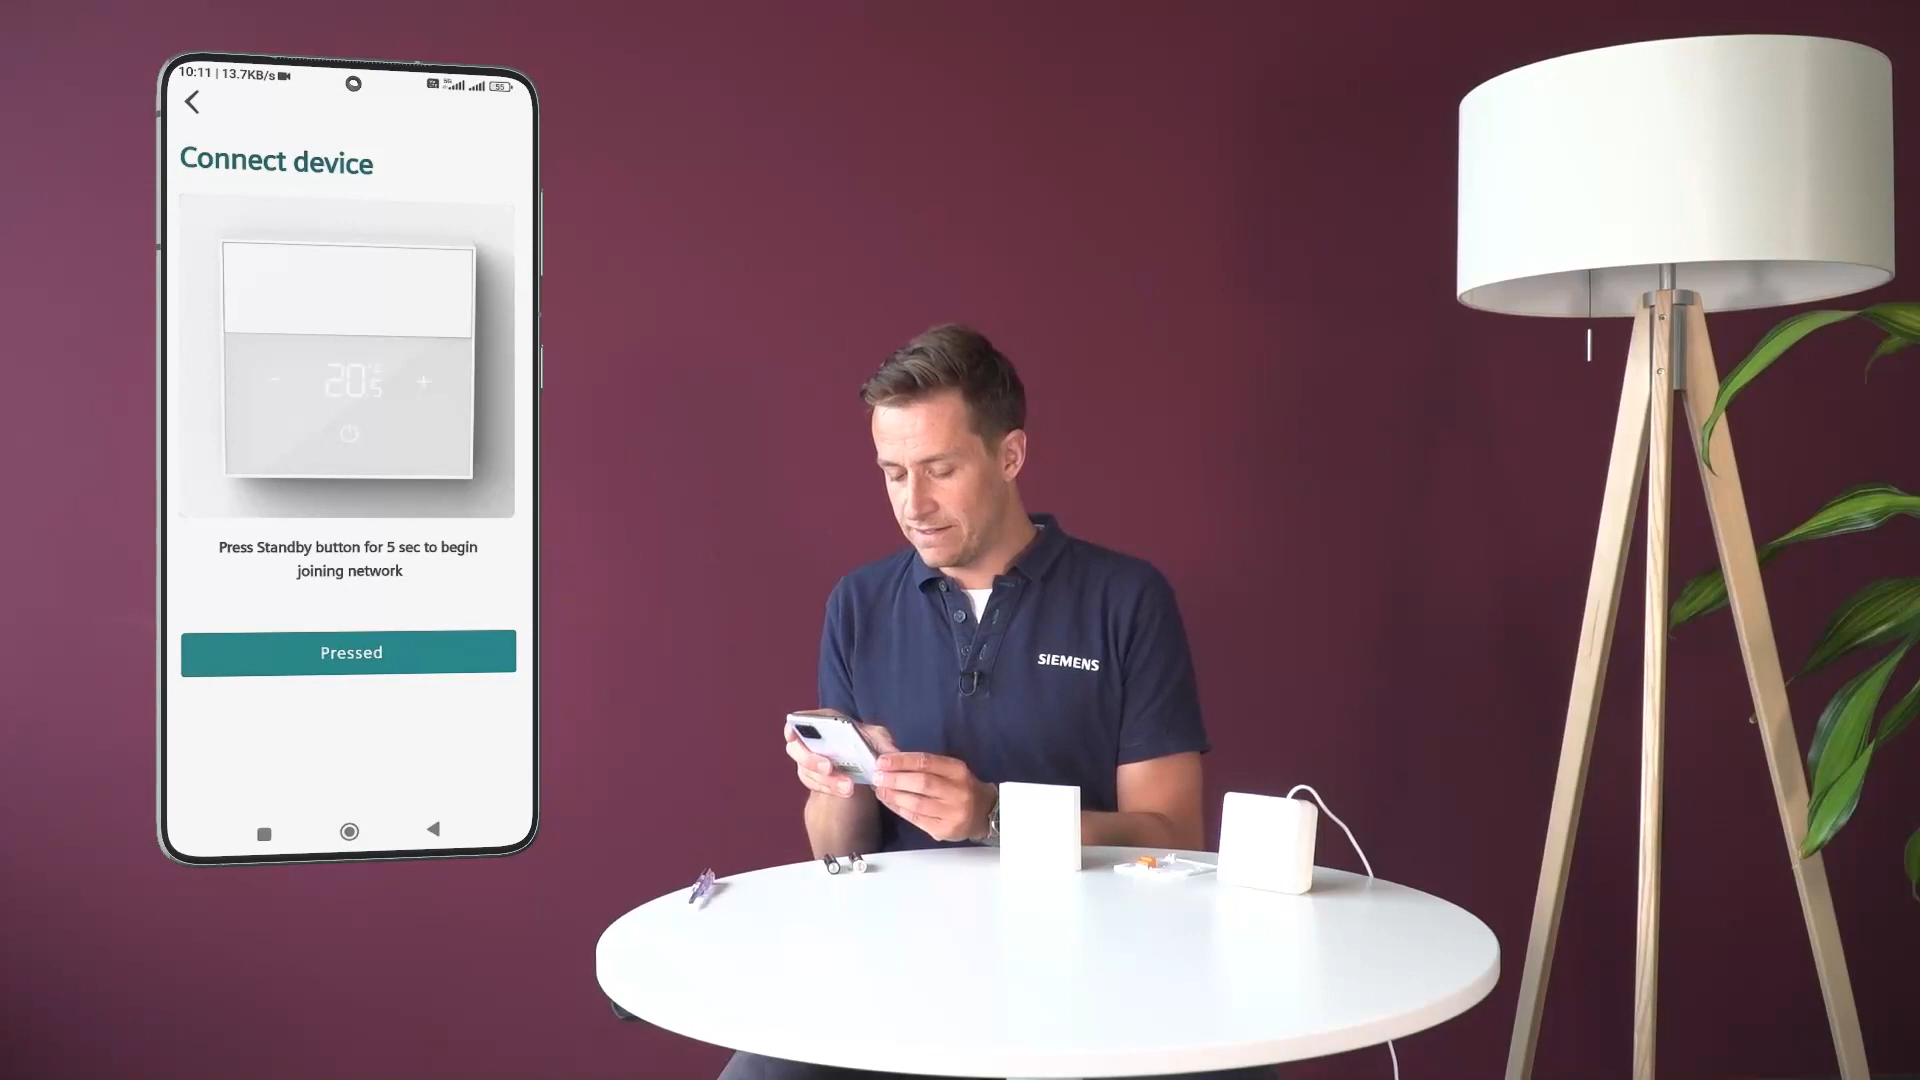 10:11 | 13.7KB/s
55
Connect device
20.5
Press Standby button for 5 sec to begin
joining network
Pressed
SIEMENS